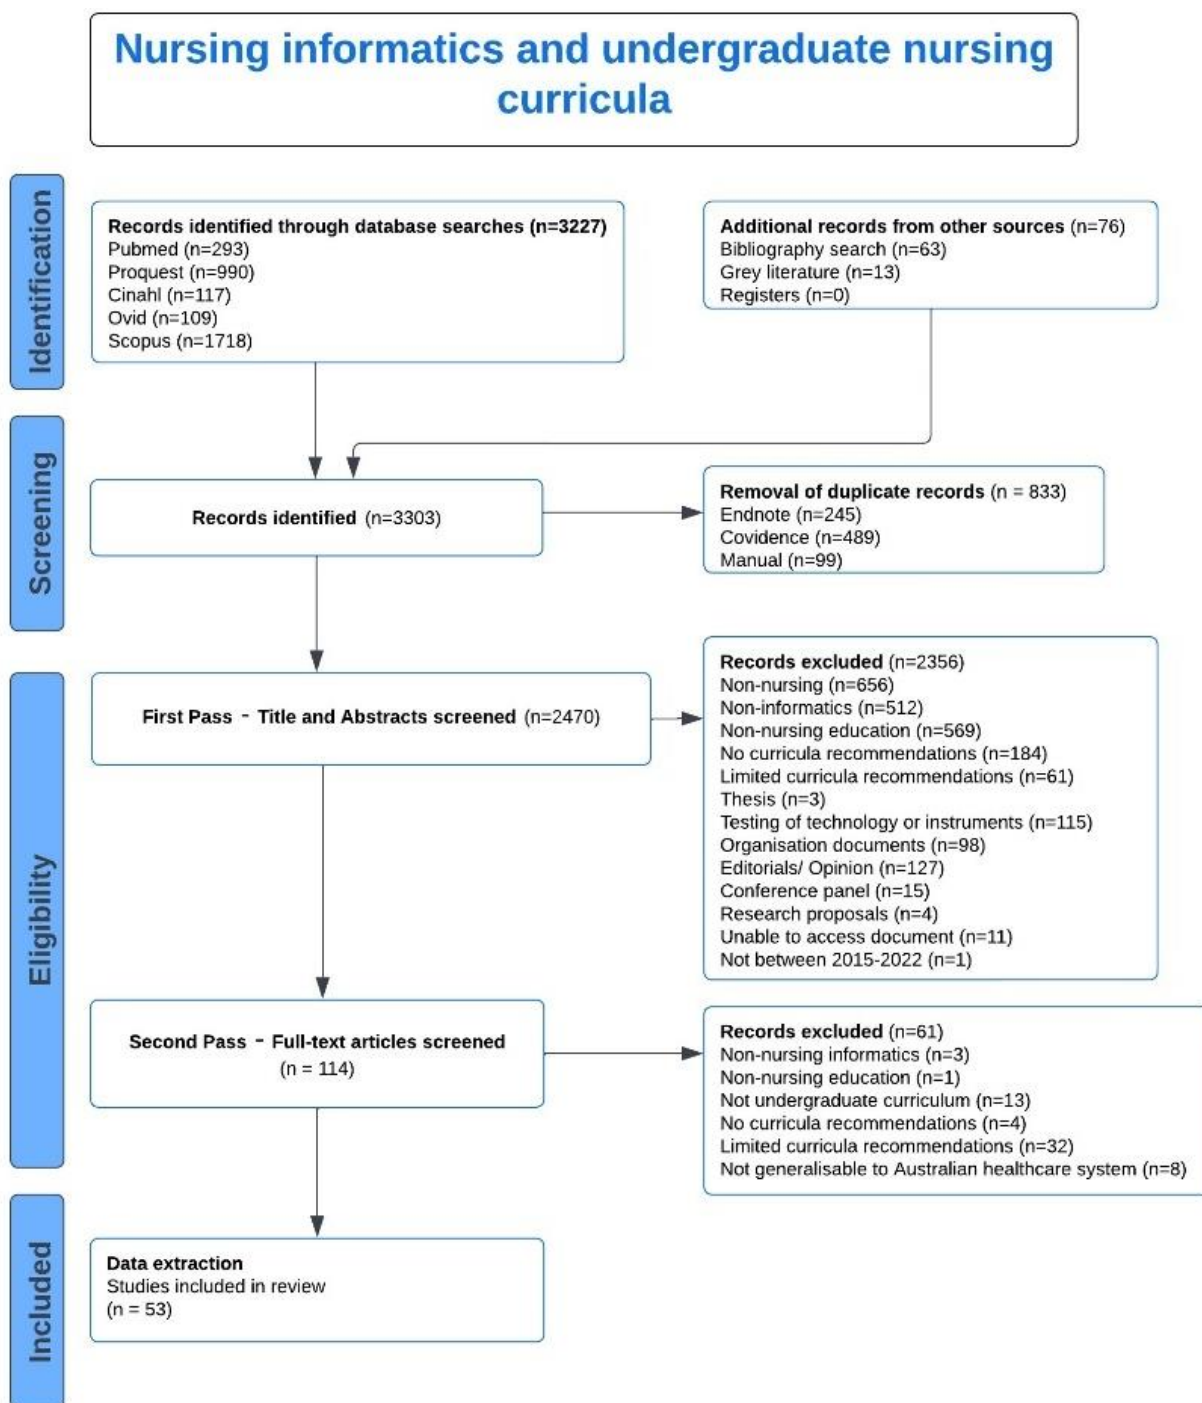 Nursing informatics and undergraduate nursing
curricula
Identification
Records identified through database searches (n=3227)
Pubmed (n=293)
Proquest (n=990)
Cinahl (n=117)
Ovid (n=109)
Scopus (n=1718)
Additional records from other sources (n=76)
Bibliography search (n=63)
Grey literature (n=13)
Registers (n=0)
Screening
Records identified (n=3303)
Removal of duplicate records (n = 833)
Endnote (n=245)
Covidence (n=489)
Manual (n=99)
Eligibility
First Pass - Title and Abstracts screened (n=2470)
Records excluded (n=2356)
Non-nursing (n=656)
Non-informatics (n=512)
Non-nursing education (n=569)
No curricula recommendations (n=184)
Limited curricula recommendations (n=61)
Thesis (n=3)
Testing of technology or instruments (n=115)
Organisation documents (n=98)
Editorials/ Opinion (n=127)
Conference panel (n=15)
Research proposals (n=4)
Unable to access document (n=11)
Not between 2015-2022 (n=1)
Second Pass - Full-text articles screened
(n = 114)
Records excluded (n=61)
Non-nursing informatics (n=3)
Non-nursing education (n=1)
Not undergraduate curriculum (n=13)
No curricula recommendations (n=4)
Limited curricula recommendations (n=32)
Not generalisable to Australian healthcare system (n=8)
Included
Data extraction
Studies included in review
(n = 53)